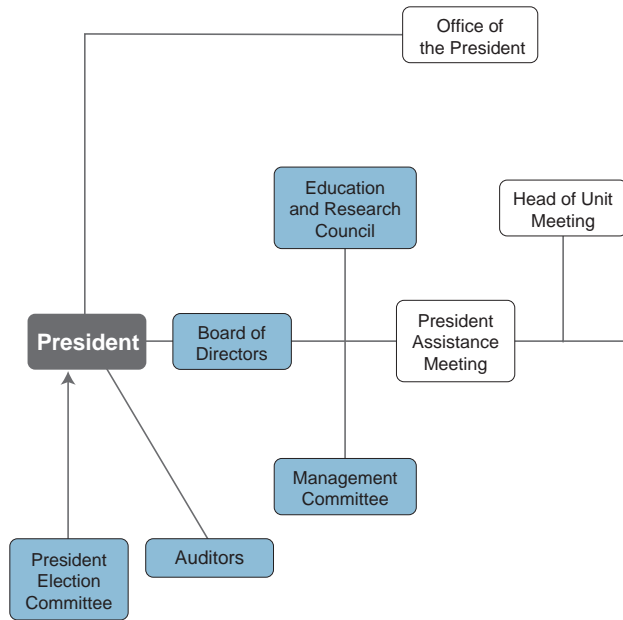 Office of
the President
Education
and Research
Council
Head of Unit
Meeting
President
Board of
Directors
President
Assistance
Meeting
Management
Committee
President
Election
Committee
Auditors